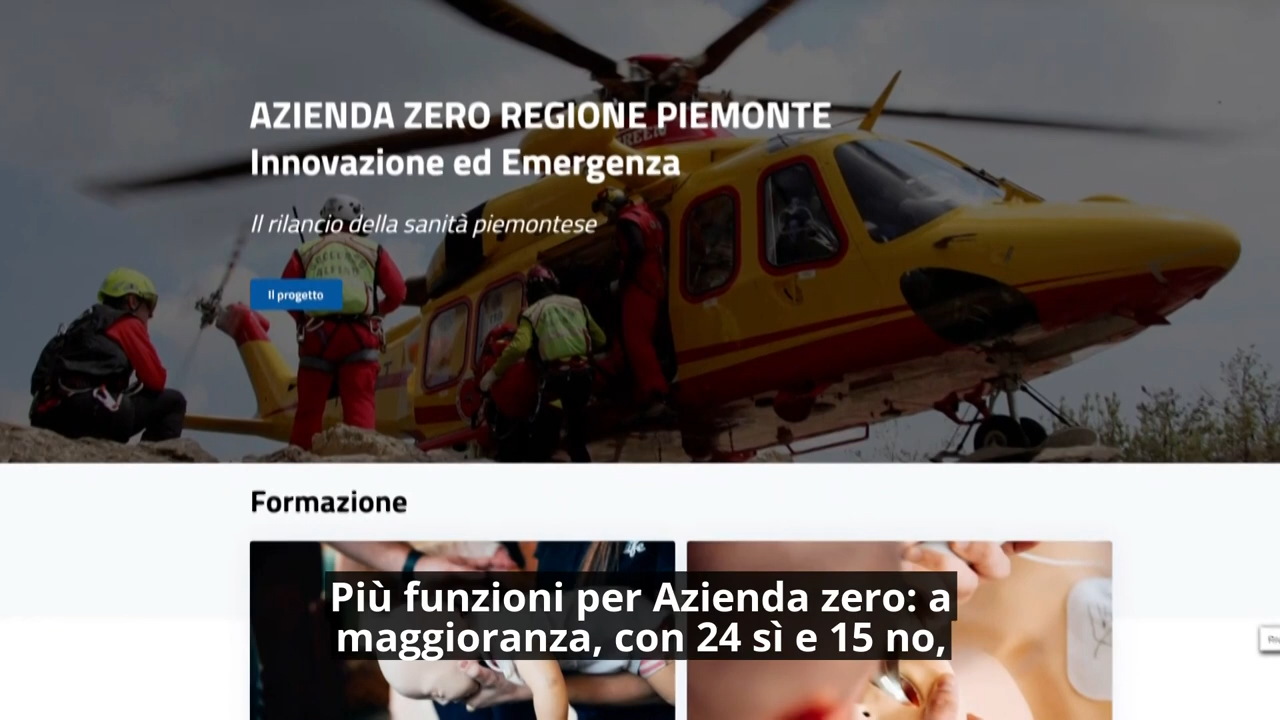 AZIENDA ZERO REGIONE PIEMONTE
Innovazione ed Emergenza
Il rilancio della sanità piemontese
Il progetto
Formazione
Più funzioni per Azienda zero: a
maggioranza, con 24 sì e 15 no,